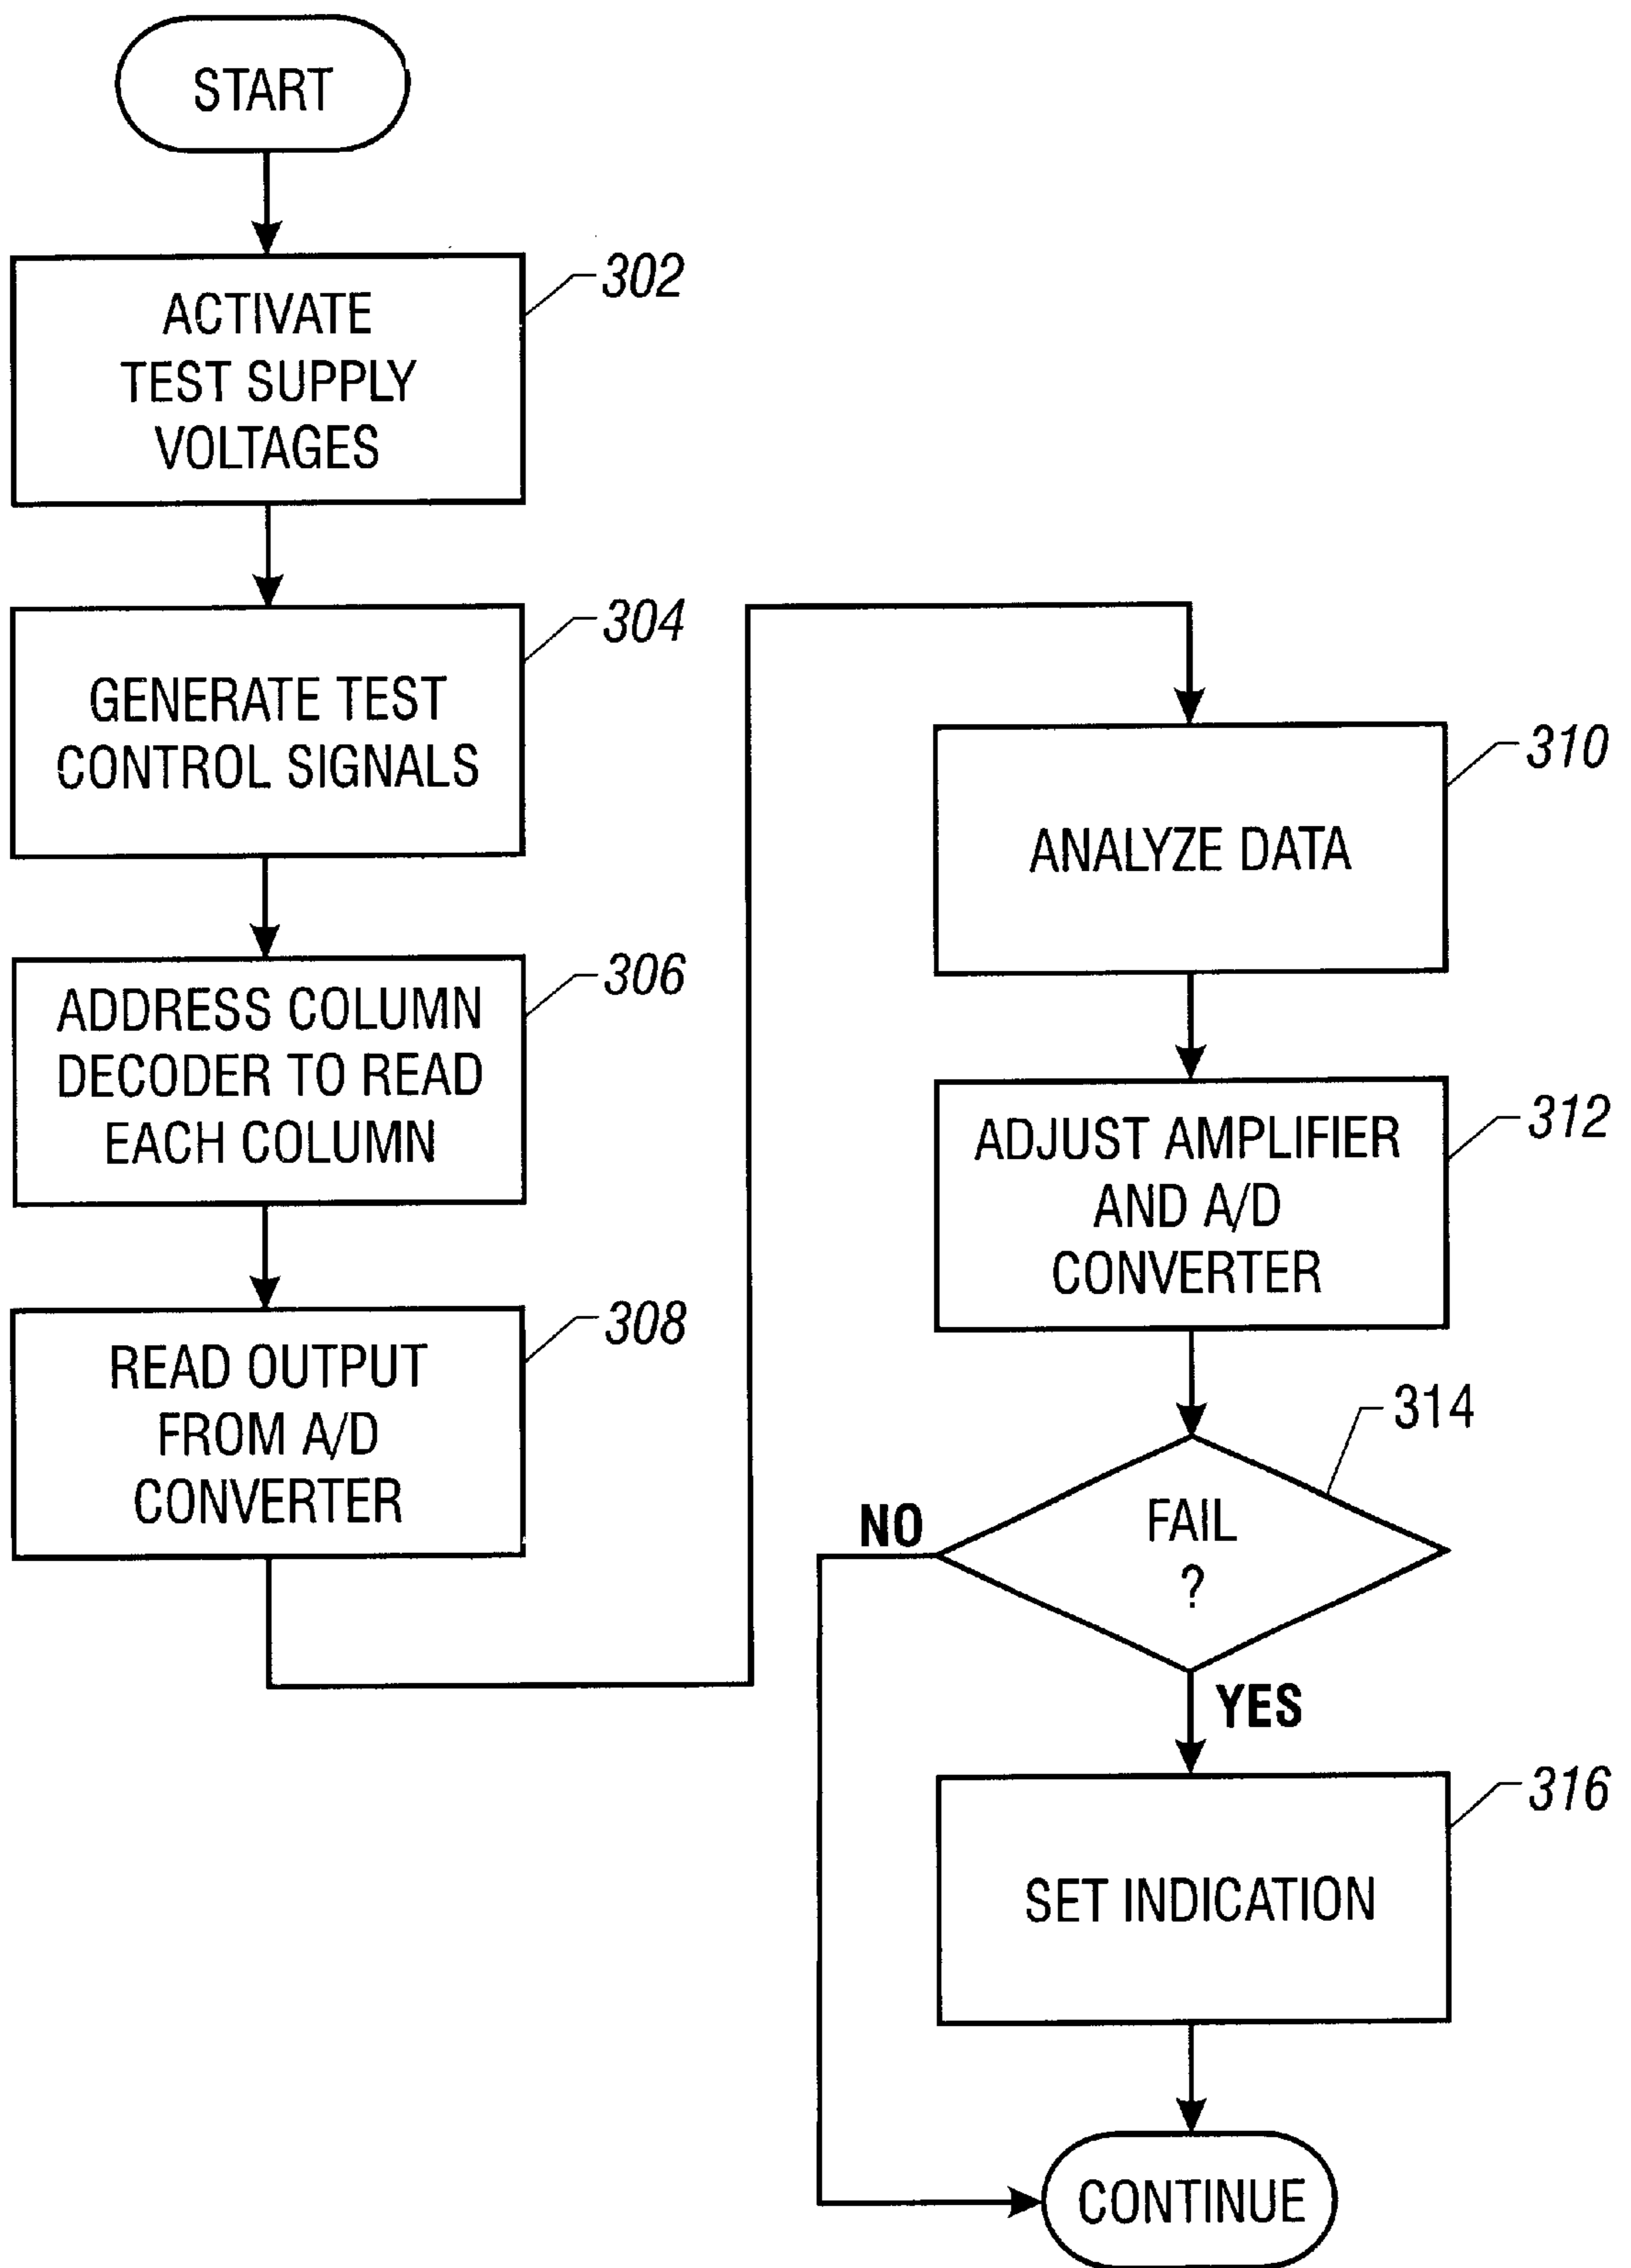 START
302
ACTIVATE
TEST SUPPLY
VOLTAGES
304
GENERATE TEST
CONTROL SIGNALS
306
ADDRESS COLUMN
DECODER TO READ
EACH COLUMN
308
READ OUTPUT
FROM A/D
CONVERTER
310
ANALYZE DATA
312
ADJUST AMPLIFIER
AND A/D
CONVERTER
314
FAIL
?
NO
YES
316
SET INDICATION
CONTINUE